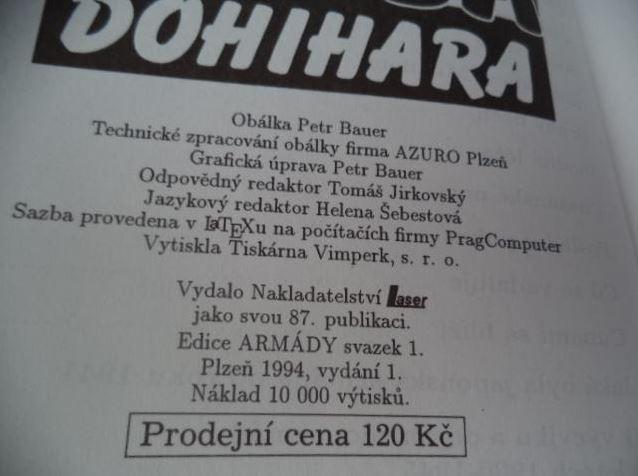 DOHIHARA
Obálka Petr Bauer
Technické zpracování obálky firma AZURO Plzeň
Grafická úprava Petr Bauer
Odpovědný redaktor Tomáš Jirkovský
Jazykový redaktor Helena Šebestová
Sazba provedena v LaTeXu na počítačích firmy PragComputer
Vytiskla Tiskárna Vimperk, s. r. o.
Vydalo Nakladatelství Laser
jako svou 87. publikaci.
Edice ARMÁDY svazek 1.
Plzeň 1994, vydání 1.
Náklad 10 000 výtisků.
Prodejní cena 120 Kč